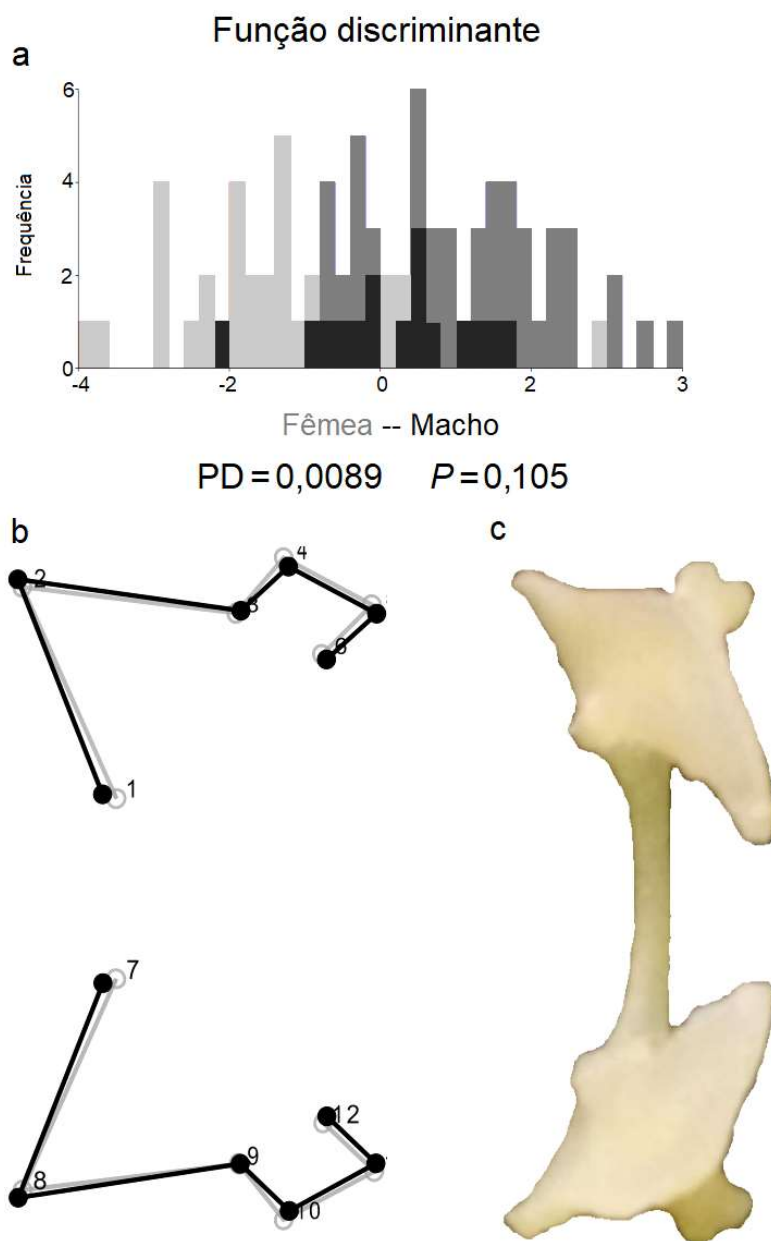 Função discriminante
a
6
4
2
0
Frequência
-4
-2
0
2
3
Fêmea -- Macho
PD = 0,0089 P = 0,105
b
c
2
3
4
6
1
7
8
9
10
12